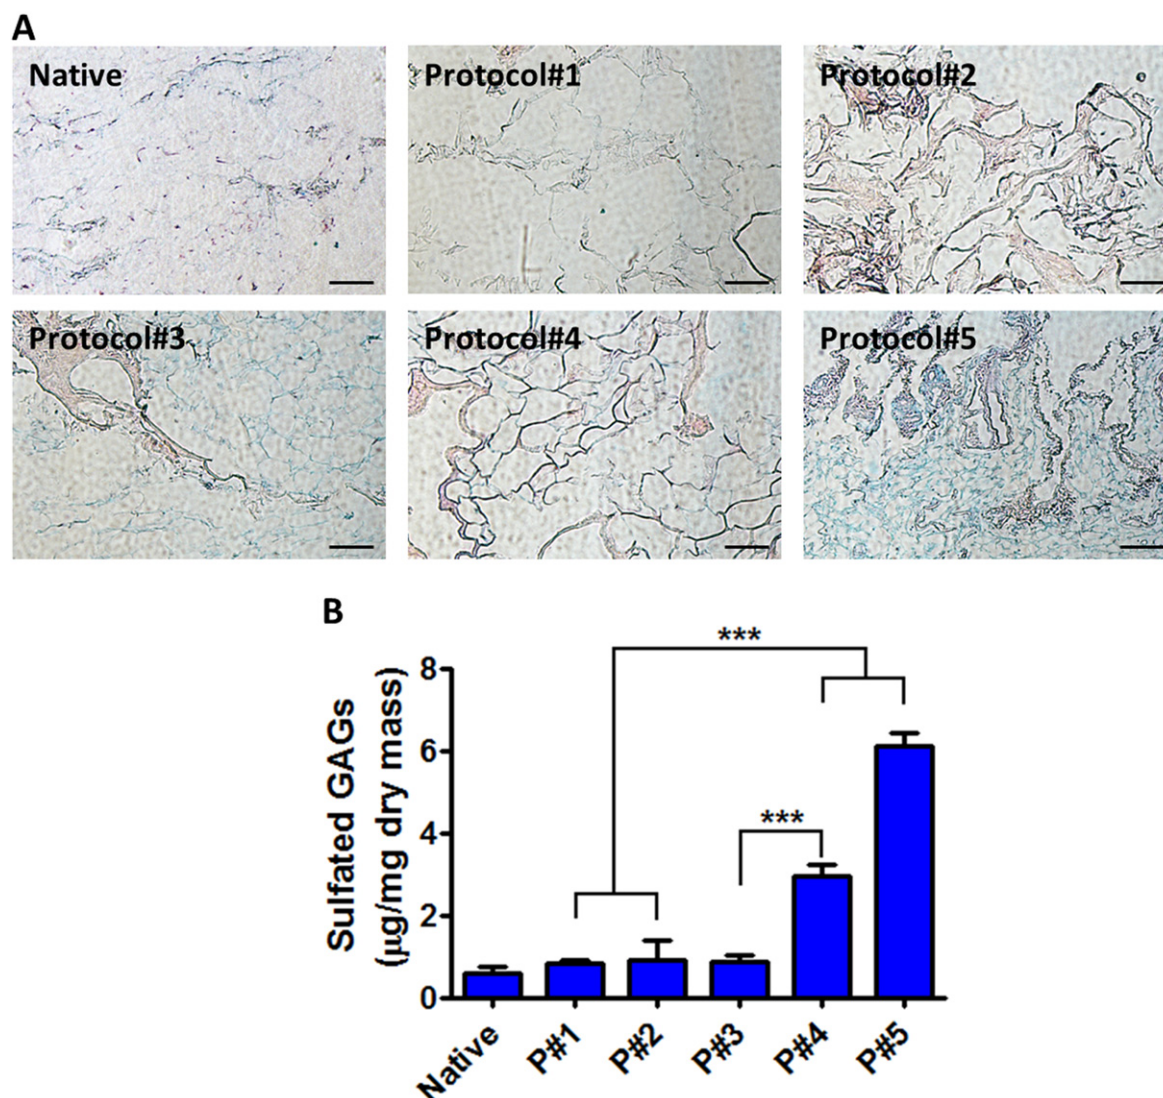 A
Native
Protocol#1
Protocol#2
Protocol#3
Protocol#4
Protocol#5
B
***
***
Sulfated GAGs
(μg/mg dry mass)
8
6
4
2
0
Native
P#1
P#2
P#3
P#4
P#5